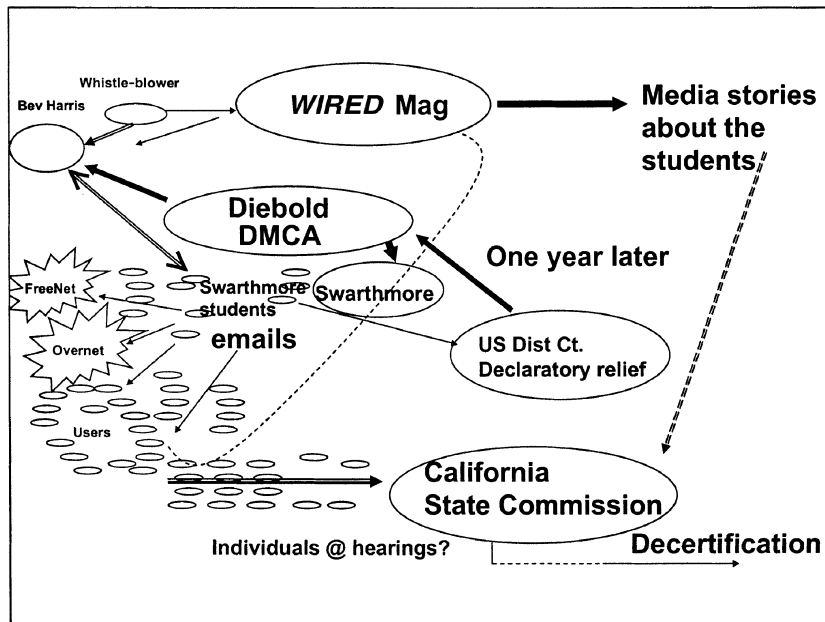 Whistle-blower
Bev Harris
WIRED Mag
Media stories
about the
students
Diebold
DMCA
One year later
FreeNet
Swarthmore
students
Swarthmore
emails
Overnet
US Dist Ct.
Declaratory relief
Users
California
State Commission
Individuals @ hearings?
Decertification